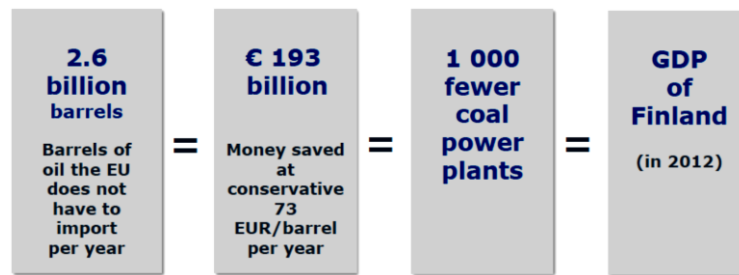 2.6
billion
barrels
Barrels of
oil the EU
does not
have to
import
per year
=
€ 193
billion
Money saved
at
conservative
73
EUR/barrel
per year
=
1 000
fewer
coal
power
plants
=
GDP
of
Finland
(in 2012)